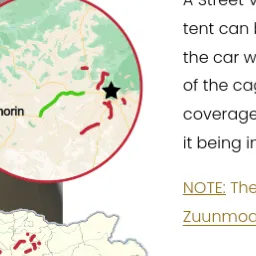 A Street V
tent can b
the car w
of the cag
coverage
it being in
norin
NOTE: The
Zuunmod